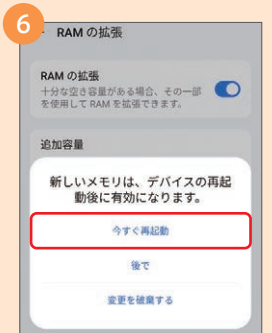 6
RAM の拡張
RAM の拡張
十分な空き容量がある場合、その一部
を使用して RAM を拡張できます。
追加容量
新しいメモリは、デバイスの再起
動後に有効になります。
今すぐ再起動
後で
変更を破棄する